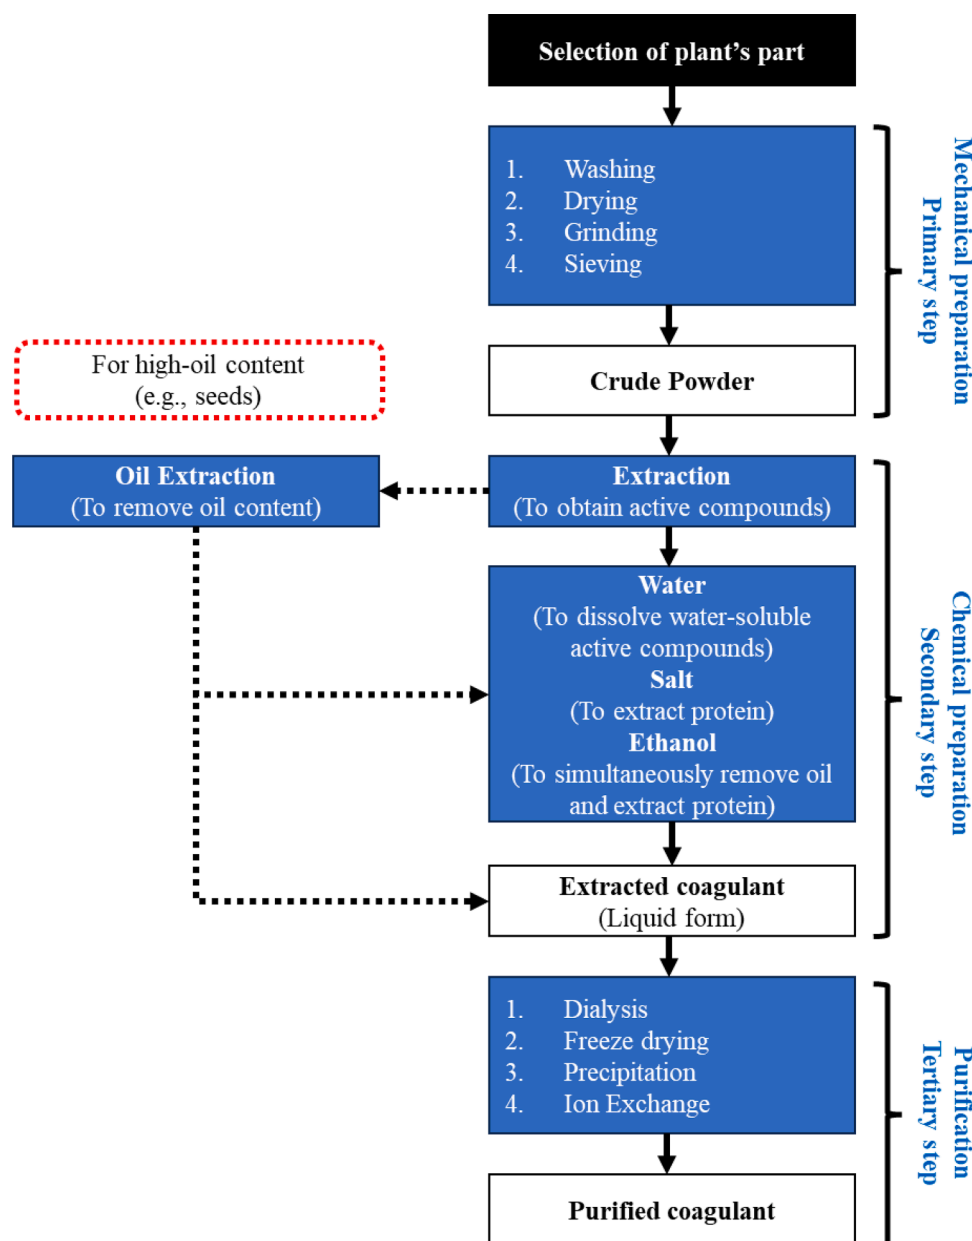 Selection of plant's part
1. Washing
2. Drying
3. Grinding
4. Sieving
Mechanical preparation
Primary step
For high-oil content
(e.g., seeds)
Crude Powder
Oil Extraction
(To remove oil content)
Extraction
(To obtain active compounds)
Water
(To dissolve water-soluble
active compounds)
Salt
(To extract protein)
Ethanol
(To simultaneously remove oil
and extract protein)
Chemical preparation
Secondary step
Extracted coagulant
(Liquid form)
1. Dialysis
2. Freeze drying
3. Precipitation
4. Ion Exchange
Purification
Tertiary step
Purified coagulant